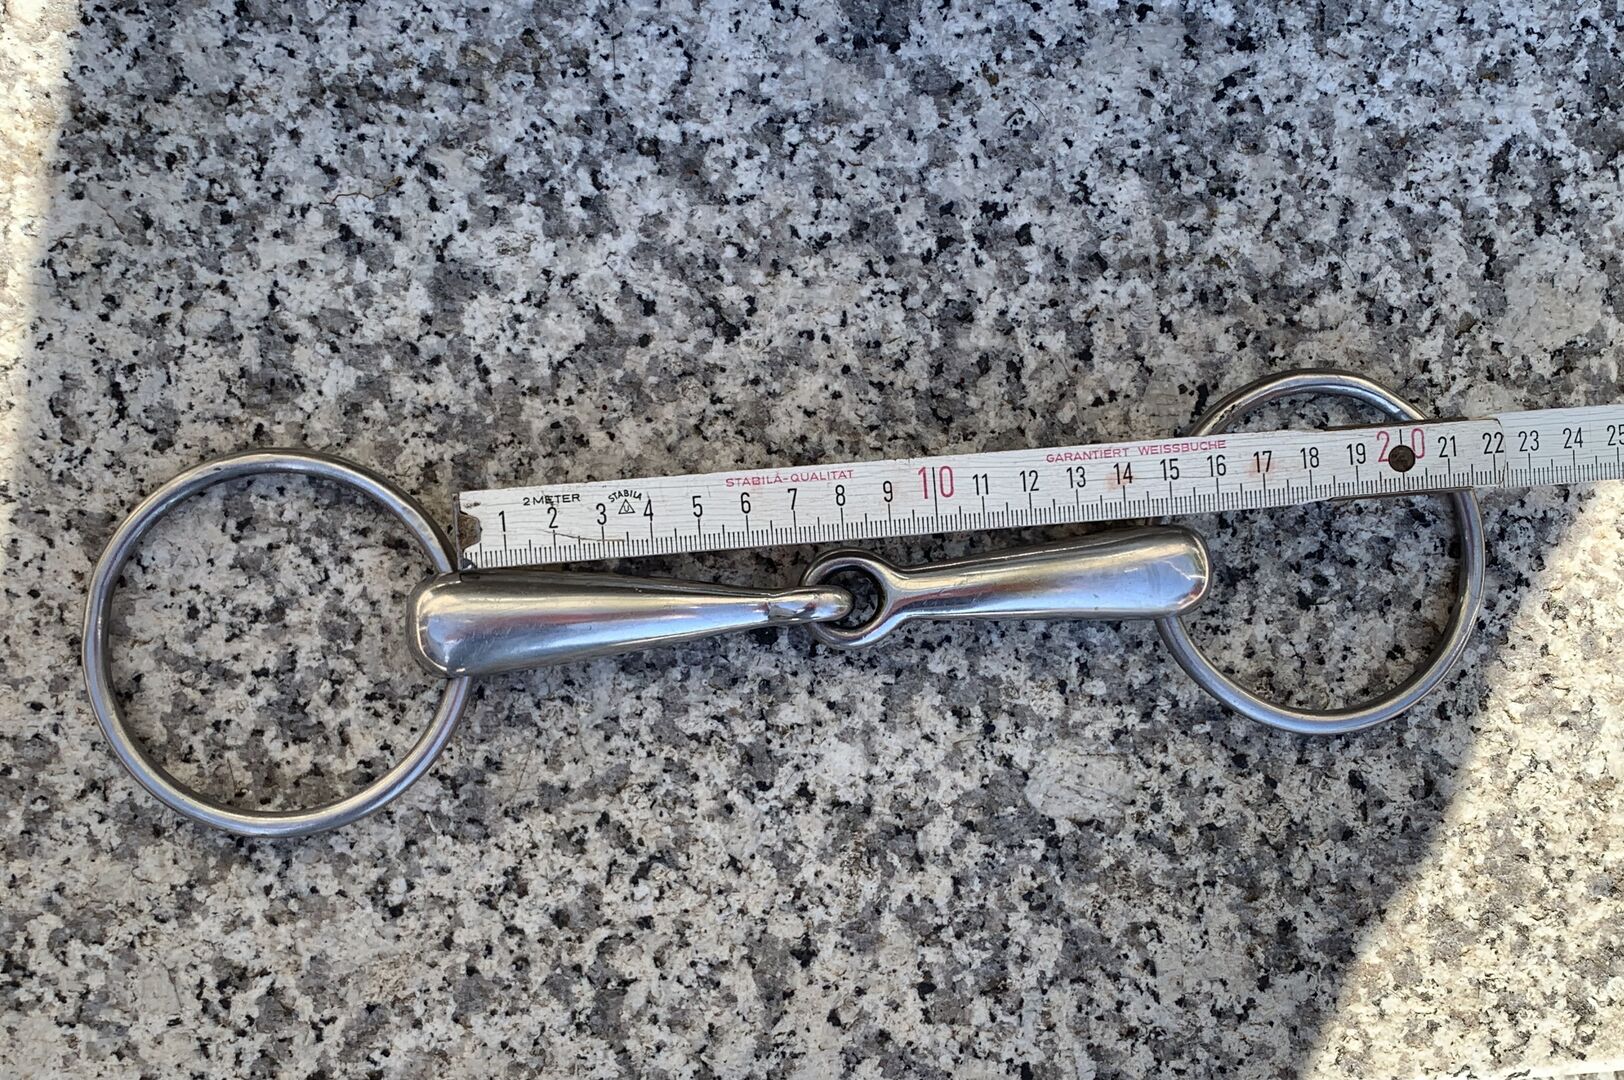 2 METER STABILA STABILA-QUALITAT GARANTIERT WEISSBUCHE
1 2 3 4 5 6 7 8 9 10 11 12 13 14 15 16 17 18 19 20 21 22 23 24 25